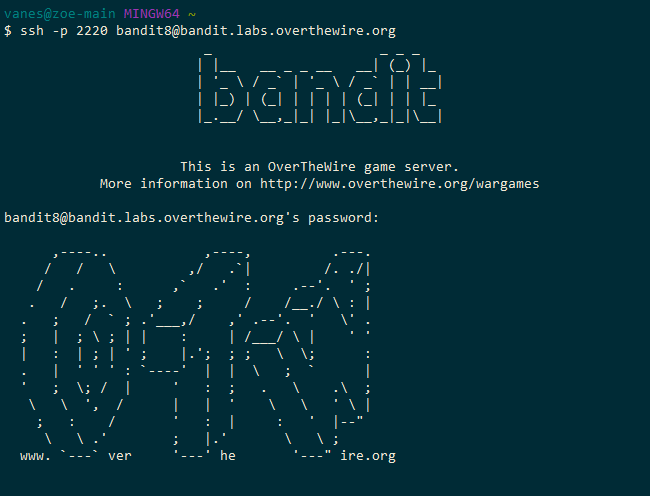 vanes@zoe-main MINGW64 ~
$ ssh -p 2220 bandit8@bandit.labs.overthewire.org
bandit
This is an OverTheWire game server.
More information on http://www.overthewire.org/wargames
bandit8@bandit.labs.overthewire.org's password:
www. ver he ire.org